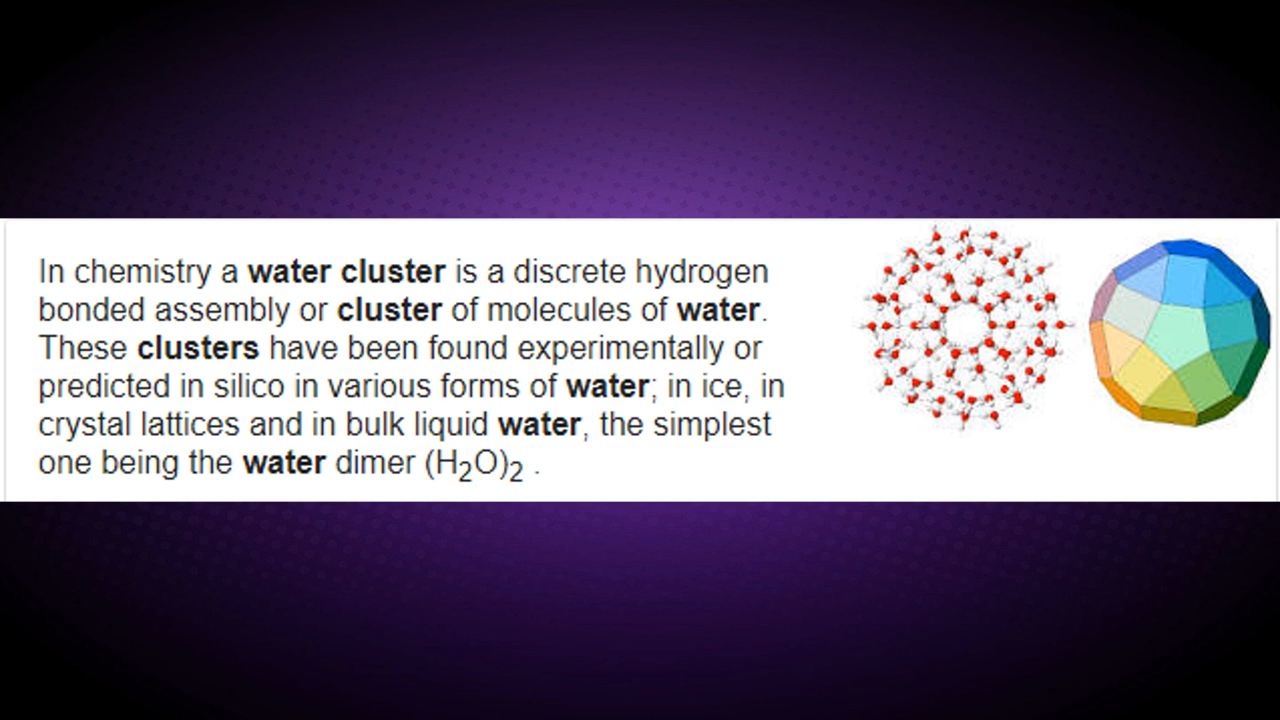 In chemistry a water cluster is a discrete hydrogen
bonded assembly or cluster of molecules of water.
These clusters have been found experimentally or
predicted in silico in various forms of water; in ice, in
crystal lattices and in bulk liquid water, the simplest
one being the water dimer (H₂O)₂ .